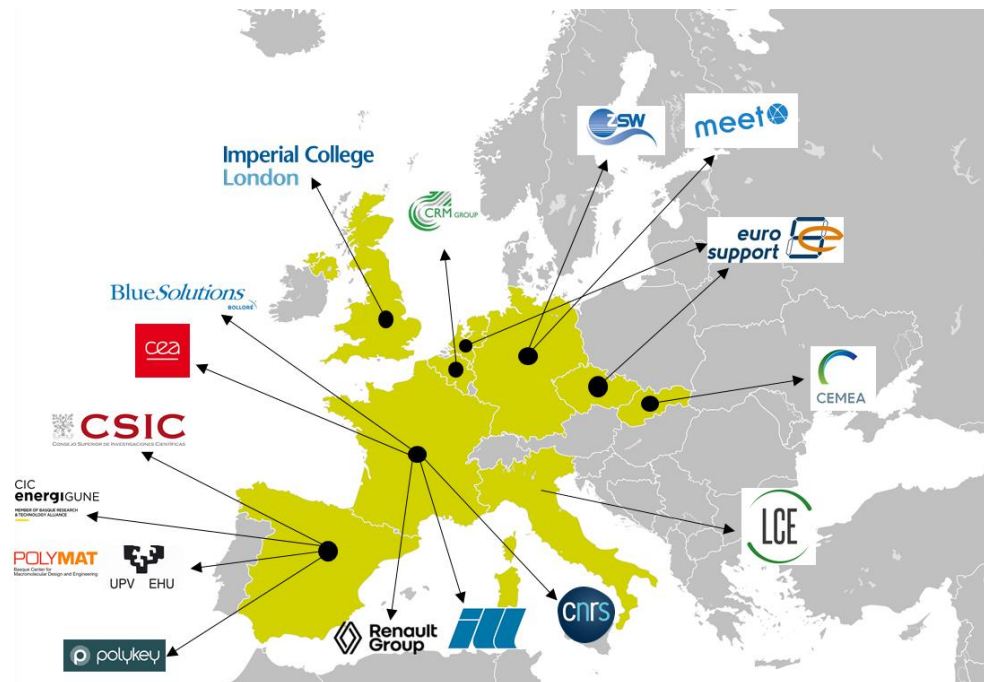 ZSW
meet
Imperial College
London
CRM GROUP
euro
support
BlueSolutions
BOLLORÉ
cea
CEMEA
CSIC
CONSEJO SUPERIOR DE INVESTIGACIONES CIENTÍFICAS
CIC
energiGUNE
MEMBER OF BASQUE RESEARCH
& TECHNOLOGY ALLIANCE
LCE
POLYMAT
Basque Center for
Macromolecular Design and Engineering
UPV EHU
cnrs
Renault
Group
ill
p polykey